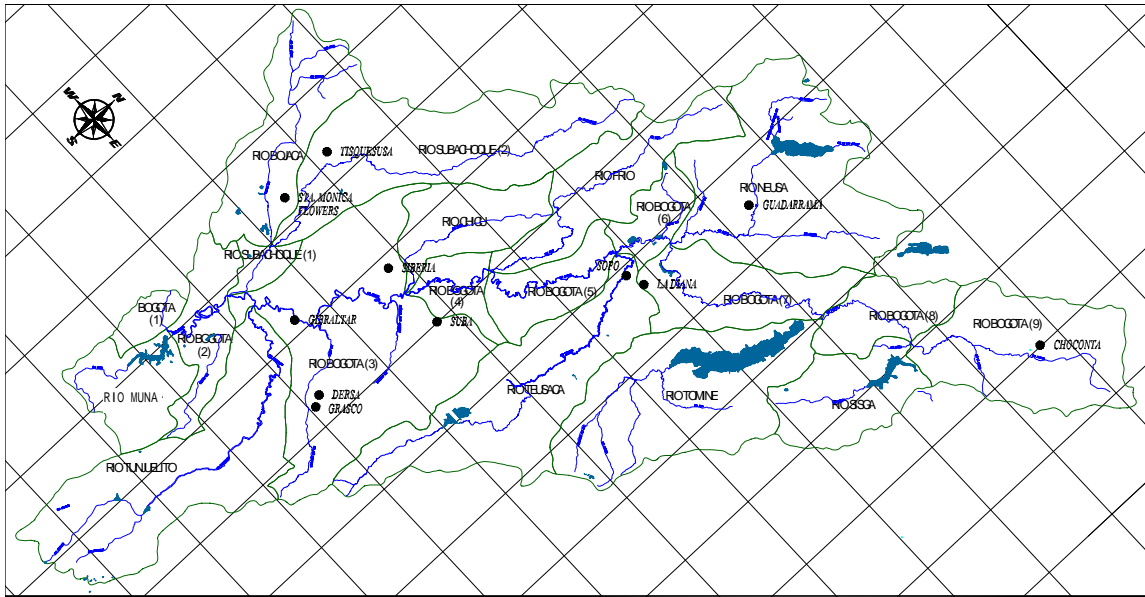 W
N
S
E
RIO BOJACA
TISQUESUSA
RIO SUBACHOQUE (2)
STA. MONICA
FLOWERS
RIO FRIO
RIO NEUSA
GUADARRAMA
RIO BOGOTA
(6)
RIO CHICU
RIO SUBACHOQUE (1)
SIBERIA
SOPO
LA DIANA
RIO BOGOTA
(4)
RIO BOGOTA (5)
RIO BOGOTA (7)
BOGOTA
(1)
GIBRALTAR
SUBA
RIO BOGOTA (8)
RIO BOGOTA (9)
RIO BOGOTA
(2)
CHOCONTA
RIO BOGOTA (3)
RIO MUNA
DERSA
GRASCO
RIO TEUSACA
RIO TOMINE
RIO SISGA
RIO TUNJUELITO